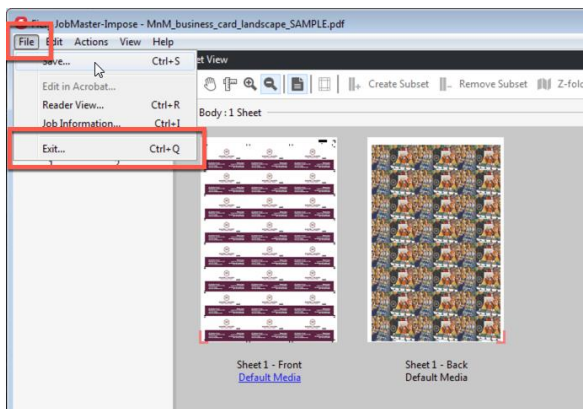 JobMaster-Impose - MnM_business_card_landscape_SAMPLE.pdf
File Edit Actions View Help
Save... Ctrl+S
et View
Edit in Acrobat...
Create Subset Remove Subset Z-fold
Reader View... Ctrl+R
Body : 1 Sheet
Job Information... Ctrl+J
Exit... Ctrl+Q
Sheet 1 - Front Sheet 1 - Back
Default Media Default Media